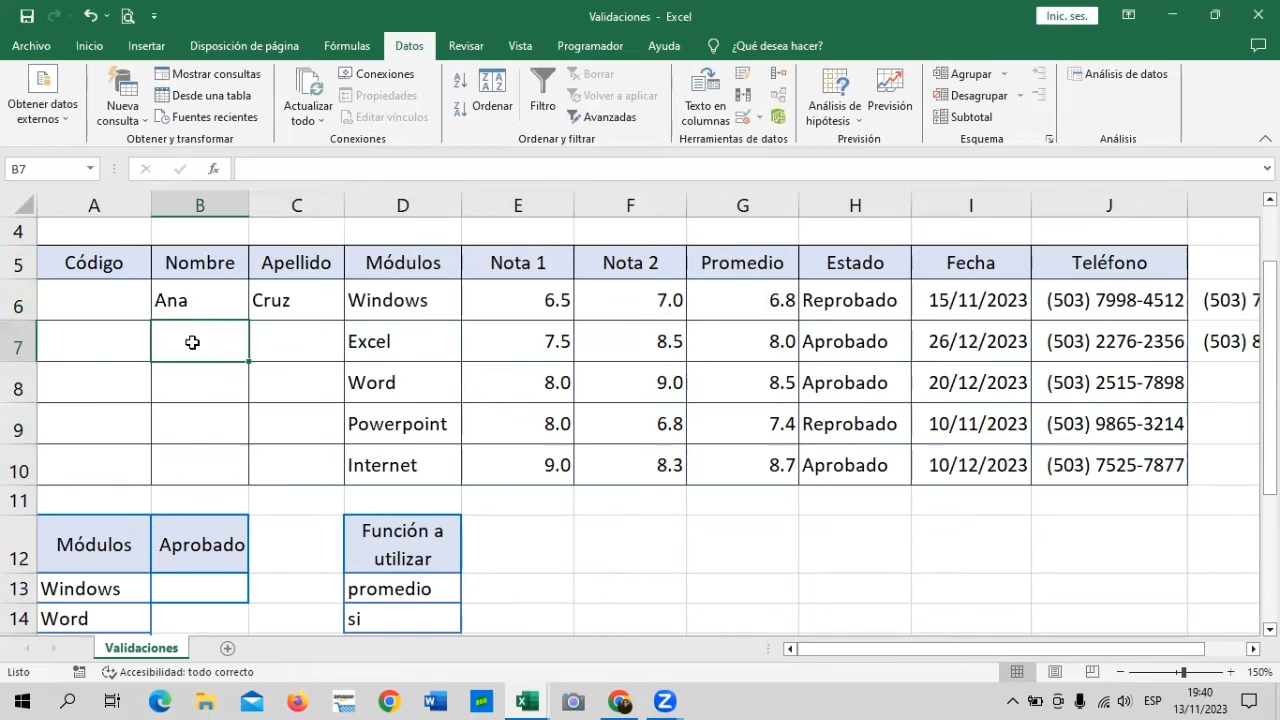 Validaciones - Excel
Inic. ses.
Archivo Inicio Insertar Disposición de página Fórmulas Datos Revisar Vista Programador Ayuda ¿Qué desea hacer?
Obtener datos externos
Nueva consulta
Mostrar consultas
Desde una tabla
Fuentes recientes
Obtener y transformar
Actualizar todo
Conexiones
Propiedades
Editar vínculos
Conexiones
Ordenar
Filtro
Borrar
Volver a aplicar
Avanzadas
Ordenar y filtrar
Texto en columnas
Herramientas de datos
Análisis de hipótesis
Previsión
Previsión
Agrupar
Desagrupar
Subtotal
Esquema
Análisis de datos
Análisis
B7 fx
A B C D E F G H I J
4
5 Código Nombre Apellido Módulos Nota 1 Nota 2 Promedio Estado Fecha Teléfono
6 Ana Cruz Windows 6.5 7.0 6.8 Reprobado 15/11/2023 (503) 7998-4512 (503) 7
7 Excel 7.5 8.5 8.0 Aprobado 26/12/2023 (503) 2276-2356 (503) 8
8 Word 8.0 9.0 8.5 Aprobado 20/12/2023 (503) 2515-7898
9 Powerpoint 8.0 6.8 7.4 Reprobado 10/11/2023 (503) 9865-3214
10 Internet 9.0 8.3 8.7 Aprobado 10/12/2023 (503) 7525-7877
11
12 Módulos Aprobado Función a utilizar
13 Windows promedio
14 Word si
Validaciones
Listo Accesibilidad: todo correcto 150%
ESP 19:40
13/11/2023